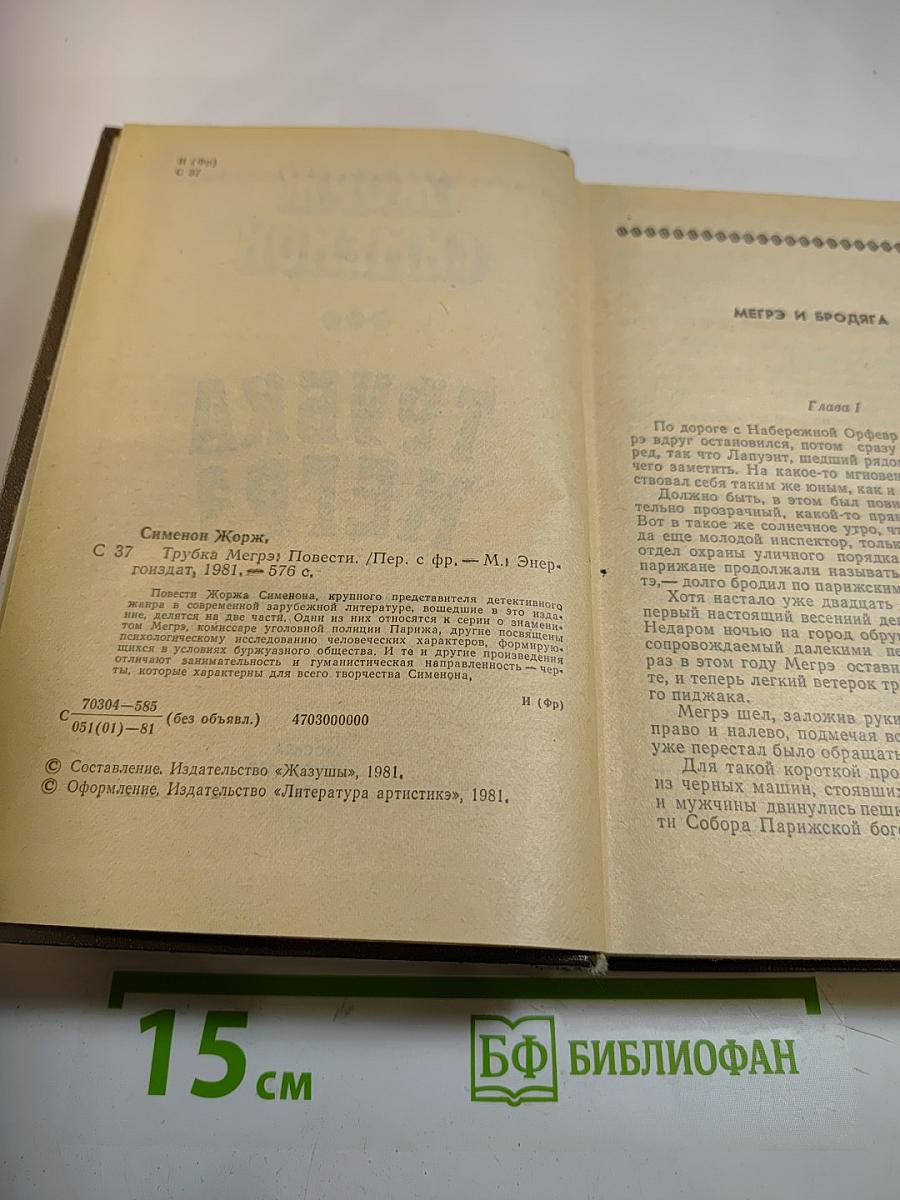 И (Фр)
С 37
Сименон Жорж.
С 37 Трубка Мегрэ: Повести. /Пер. с фр. — М.: Энер-
гоиздат, 1981. — 576 с.
Повести Жоржа Сименона, крупного представителя детективного
жанра в современной зарубежной литературе, вошедшие в это изда-
ние, делятся на две части. Одни из них относятся к серии о знамени-
том Мегрэ, комиссаре уголовной полиции Парижа, другие посвящены
психологическому исследованию человеческих характеров, формирую-
щихся в условиях буржуазного общества. И те и другие произведения
отличают занимательность и гуманистическая направленность — чер-
ты, которые характерны для всего творчества Сименона.
И (Фр)
С 70304—585
051(01)—81 (без объявл.) 4703000000
© Составление. Издательство «Жазушы», 1981.
© Оформление. Издательство «Литература артистикэ», 1981.
МЕГРЭ И БРОДЯГА
Глава I
По дороге с Набережной Орфевр
рэ вдруг остановился, потом сразу
ред, так что Лапуэнт, шедший рядом
чего заметить. На какое-то мгновен
ствовал себя таким же юным, как и
Должно быть, в этом был пови
тельно прозрачный, какой-то прян
Вот в такое же солнечное утро, чт
да еще молодой инспектор, тольк
отдел охраны уличного порядка
парижане продолжали называть
тэ,— долго бродил по парижским
Хотя настало уже двадцать
первый настоящий весенний ден
Недаром ночью на город обру
сопровождаемый далекими пе
раз в этом году Мегрэ остави
те, и теперь легкий ветерок тр
го пиджака.
Мегрэ шел, заложив руки
право и налево, подмечая вс
уже перестал было обращать
Для такой короткой про
из черных машин, стоявших
и мужчины двинулись пешк
ти Собора Парижской бог
15 см
БФ БИБЛИОФАН